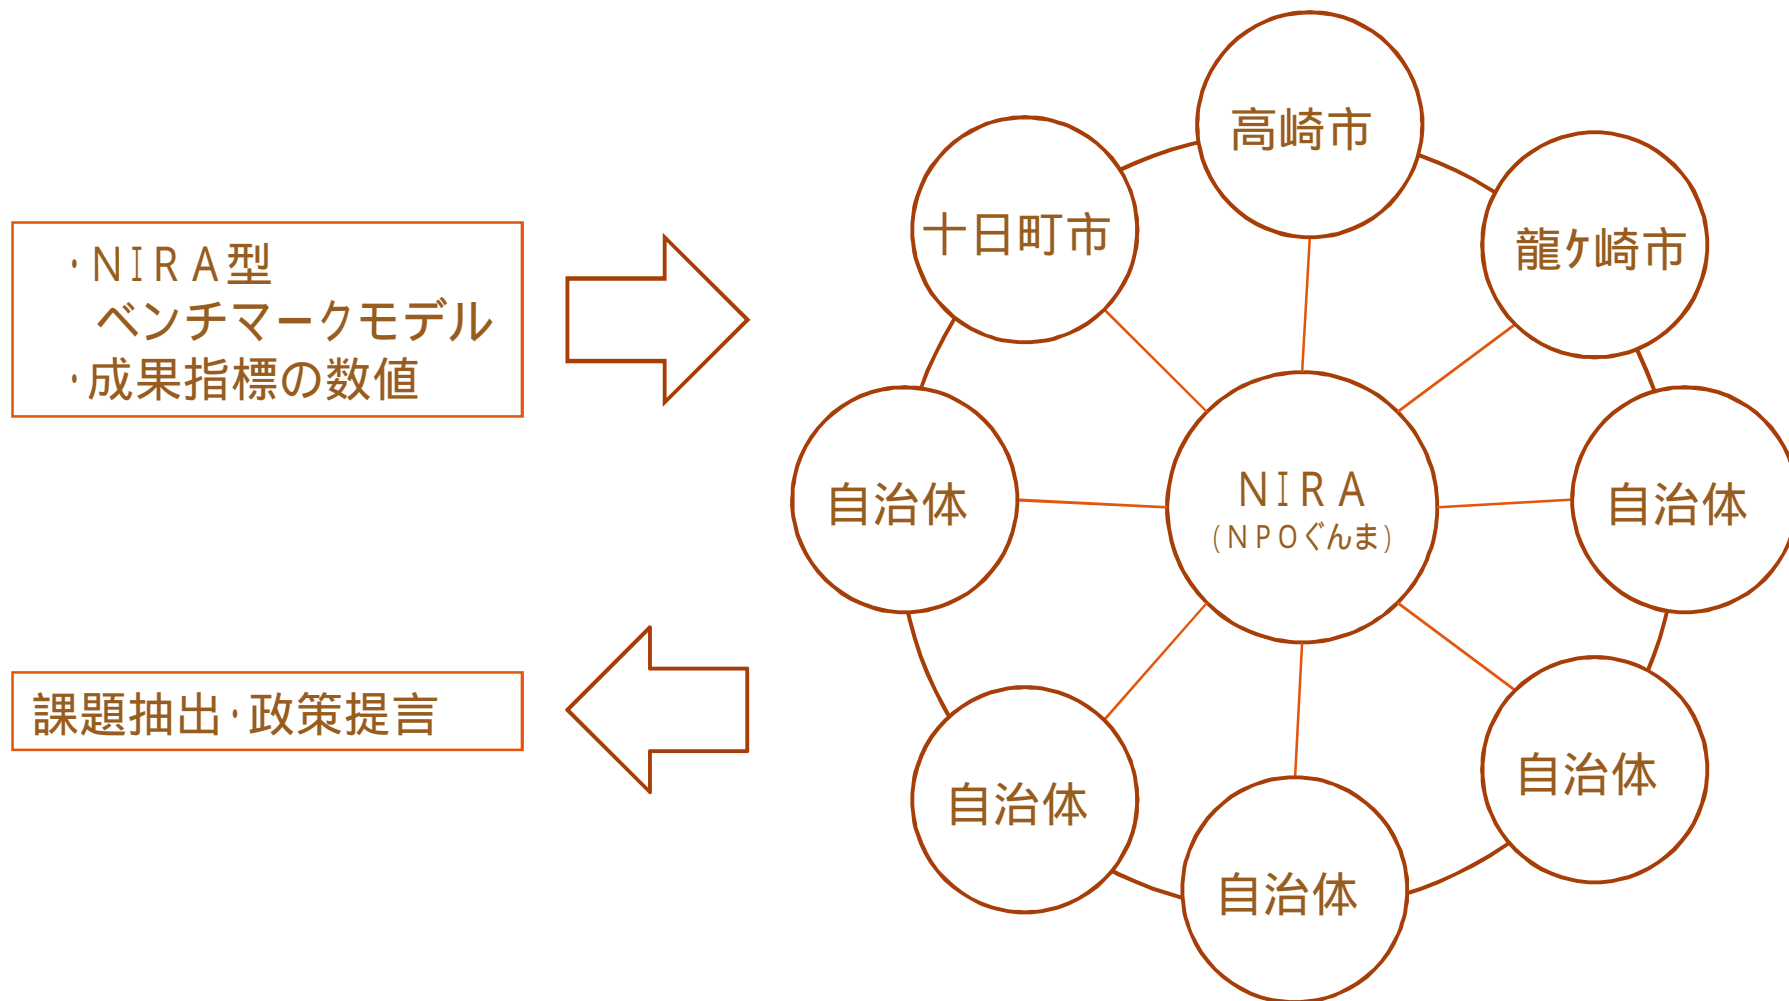 ・NIRA型
ベンチマークモデル
・成果指標の数値
課題抽出・政策提言
高崎市
十日町市
龍ケ崎市
自治体
NIRA
(NPOぐんま)
自治体
自治体
自治体
自治体